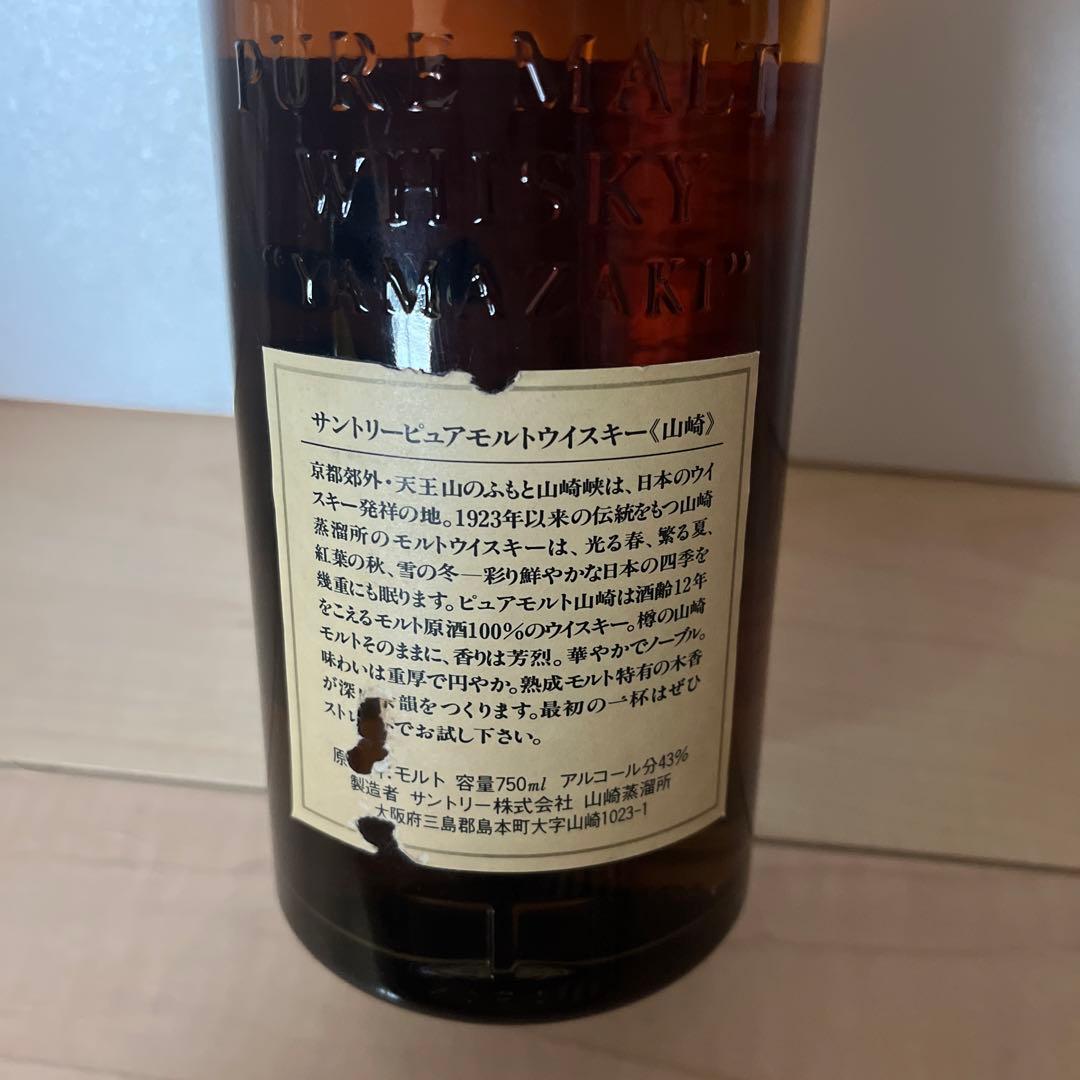 PURE MALT
WHISKY
"YAMAZAKI"
サントリーピュアモルトウイスキー《山崎》
京都郊外・天王山のふもと山崎峡は、日本のウイ
スキー発祥の地。1923年以来の伝統をもつ山崎
蒸溜所のモルトウイスキーは、光る春、繁る夏、
紅葉の秋、雪の冬―彩り鮮やかな日本の四季を
幾重にも眠ります。ピュアモルト山崎は酒齢12年
をこえるモルト原酒100%のウイスキー。樽の山崎
モルトそのままに、香りは芳烈。華やかでノーブル。
味わいは重厚で円やか。熟成モルト特有の木香
が深 韻をつくります。最初の一杯はぜひ
ストレ でお試し下さい。
原 モルト 容量750ml アルコール分43%
製造者 サントリー株式会社 山崎蒸溜所
大阪府三島郡島本町大字山崎1023-1